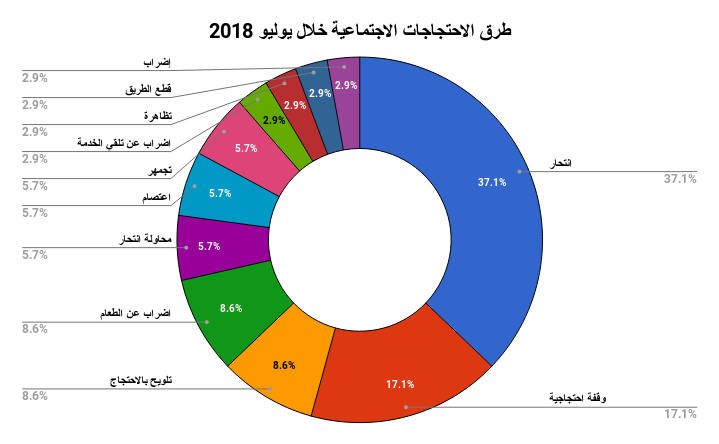 طرق الاحتجاجات الاجتماعية خلال يوليو 2018
انتحار
37.1%
37.1%
وقفة احتجاجية
17.1%
17.1%
تلويح بالاحتجاج
8.6%
8.6%
اضراب عن الطعام
8.6%
8.6%
محاولة انتحار
5.7%
5.7%
اعتصام
5.7%
5.7%
تجمهر
5.7%
5.7%
اضراب عن تلقي الخدمة
2.9%
2.9%
تظاهرة
2.9%
2.9%
قطع الطريق
2.9%
2.9%
إضراب
2.9%
2.9%